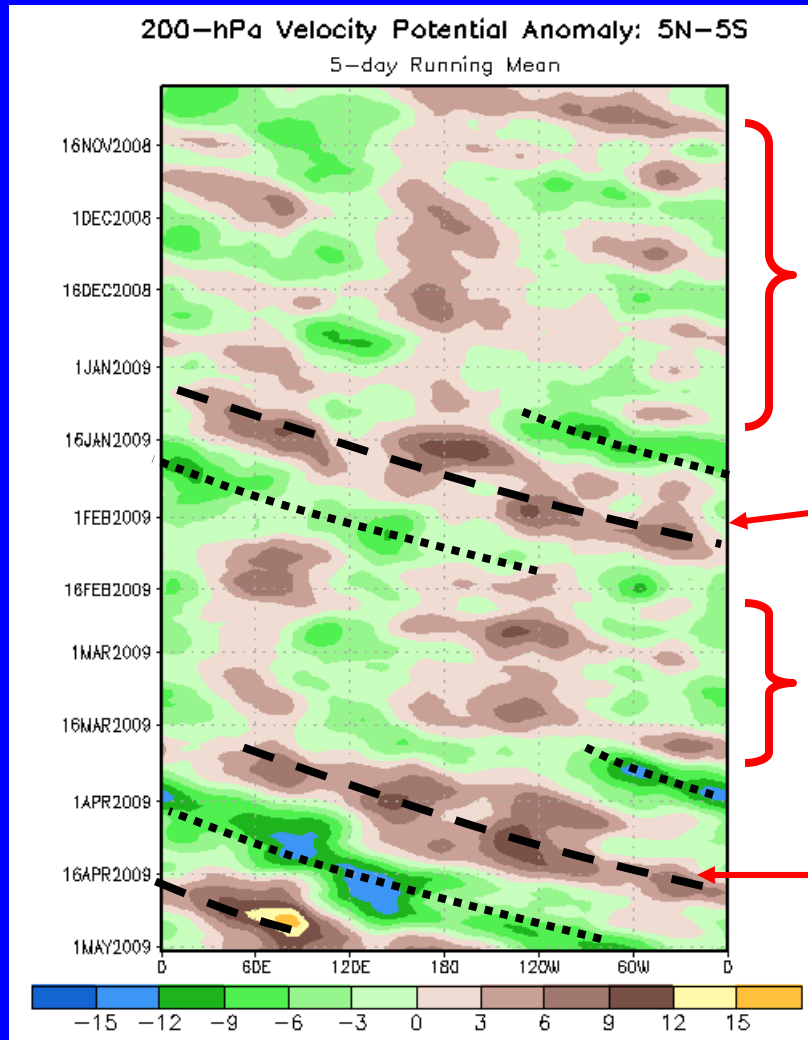 200-hPa Velocity Potential Anomaly: 5N-5S
5-day Running Mean
16NOV2008
1DEC2008
16DEC2008
1JAN2009
16JAN2009
1FEB2009
16FEB2009
1MAR2009
16MAR2009
1APR2009
16APR2009
1MAY2009
0 60E 120E 180 120W 60W 0
-15 -12 -9 -6 -3 0 3 6 9 12 15